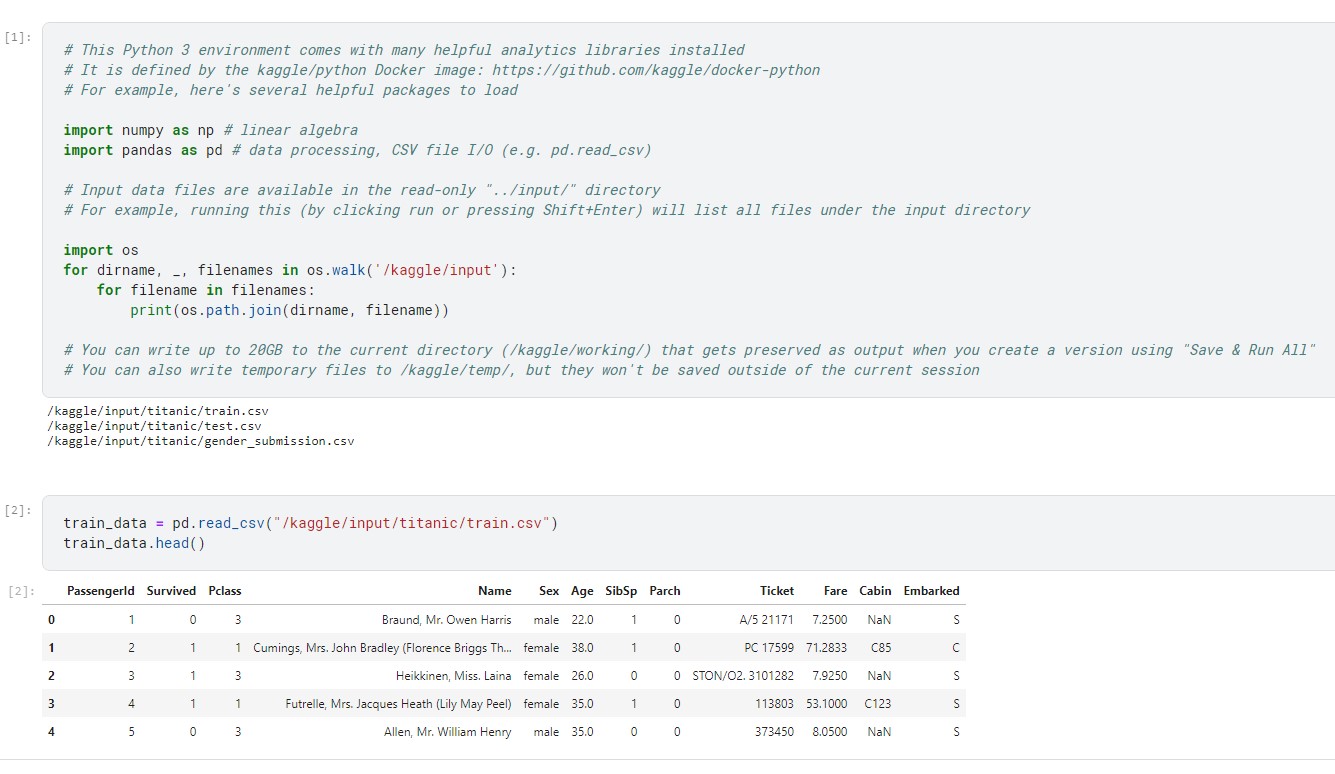 [1]:
# This Python 3 environment comes with many helpful analytics libraries installed
# It is defined by the kaggle/python Docker image: https://github.com/kaggle/docker-python
# For example, here's several helpful packages to load
import numpy as np # linear algebra
import pandas as pd # data processing, CSV file I/O (e.g. pd.read_csv)
# Input data files are available in the read-only "../input/" directory
# For example, running this (by clicking run or pressing Shift+Enter) will list all files under the input directory
import os
for dirname, _, filenames in os.walk('/kaggle/input'):
    for filename in filenames:
        print(os.path.join(dirname, filename))
# You can write up to 20GB to the current directory (/kaggle/working/) that gets preserved as output when you create a version using "Save & Run All"
# You can also write temporary files to /kaggle/temp/, but they won't be saved outside of the current session
/kaggle/input/titanic/train.csv
/kaggle/input/titanic/test.csv
/kaggle/input/titanic/gender_submission.csv
[2]:
train_data = pd.read_csv("/kaggle/input/titanic/train.csv")
train_data.head()
[2]:
PassengerId Survived Pclass Name Sex Age SibSp Parch Ticket Fare Cabin Embarked
0 1 0 3 Braund, Mr. Owen Harris male 22.0 1 0 A/5 21171 7.2500 NaN S
1 2 1 1 Cumings, Mrs. John Bradley (Florence Briggs Th... female 38.0 1 0 PC 17599 71.2833 C85 C
2 3 1 3 Heikkinen, Miss. Laina female 26.0 0 0 STON/O2. 3101282 7.9250 NaN S
3 4 1 1 Futrelle, Mrs. Jacques Heath (Lily May Peel) female 35.0 1 0 113803 53.1000 C123 S
4 5 0 3 Allen, Mr. William Henry male 35.0 0 0 373450 8.0500 NaN S